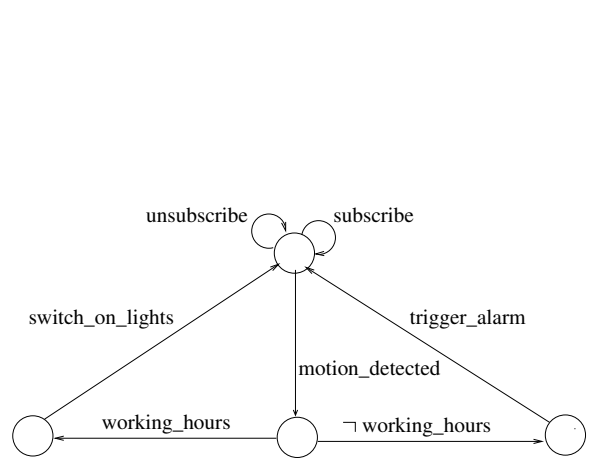 unsubscribe
subscribe
switch_on_lights
trigger_alarm
motion_detected
working_hours
¬ working_hours